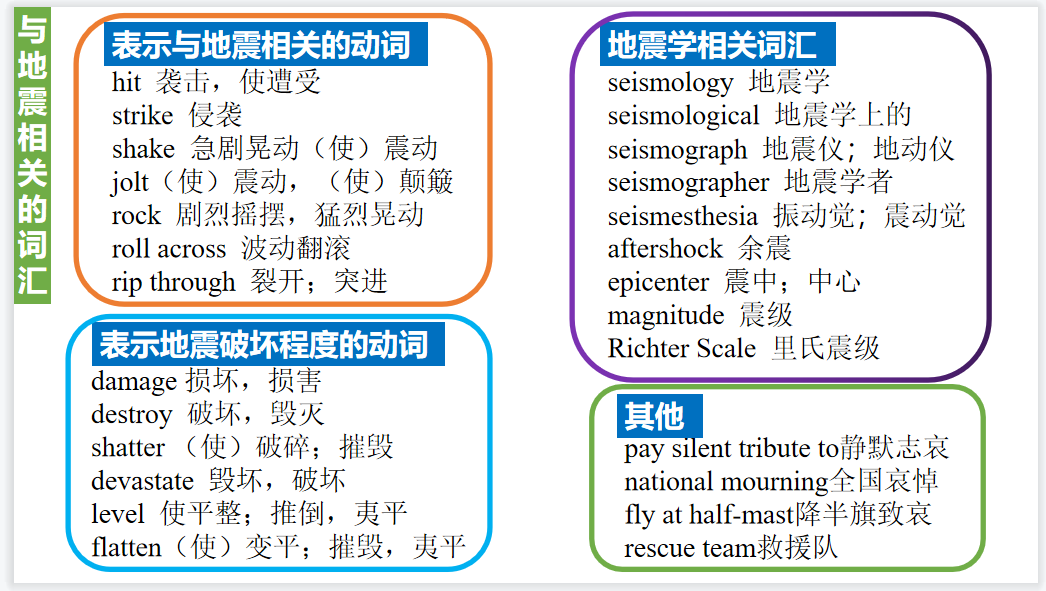 与地震相关的词汇
表示与地震相关的动词
hit 袭击，使遭受
strike 侵袭
shake 急剧晃动（使）震动
jolt（使）震动，（使）颠簸
rock 剧烈摇摆，猛烈晃动
roll across 波动翻滚
rip through 裂开；突进
表示地震破坏程度的动词
damage 损坏，损害
destroy 破坏，毁灭
shatter （使）破碎；摧毁
devastate 毁坏，破坏
level 使平整；推倒，夷平
flatten（使）变平；摧毁，夷平
地震学相关词汇
seismology 地震学
seismological 地震学上的
seismograph 地震仪；地动仪
seismographer 地震学者
seismesthesia 振动觉；震动觉
aftershock 余震
epicenter 震中；中心
magnitude 震级
Richter Scale 里氏震级
其他
pay silent tribute to静默志哀
national mourning全国哀悼
fly at half-mast降半旗致哀
rescue team救援队